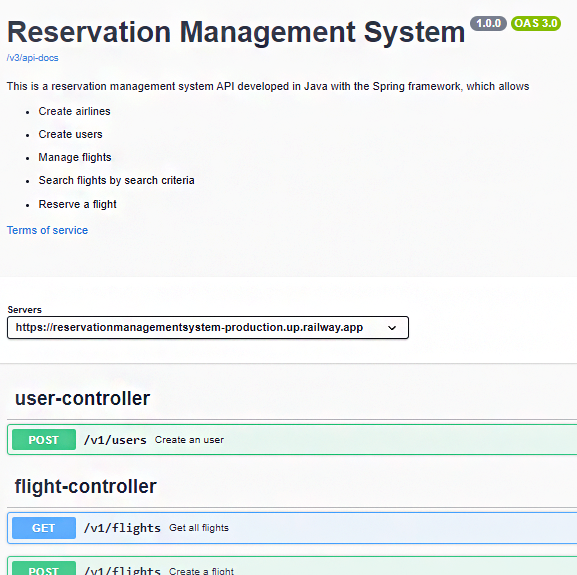 Reservation Management System 1.0.0 OAS 3.0
/v3/api-docs
This is a reservation management system API developed in Java with the Spring framework, which allows
Create airlines
Create users
Manage flights
Search flights by search criteria
Reserve a flight
Terms of service
Servers
https://reservationmanagementsystem-production.up.railway.app
user-controller
POST /v1/users Create an user
flight-controller
GET /v1/flights Get all flights
POST /v1/flights Create a flight